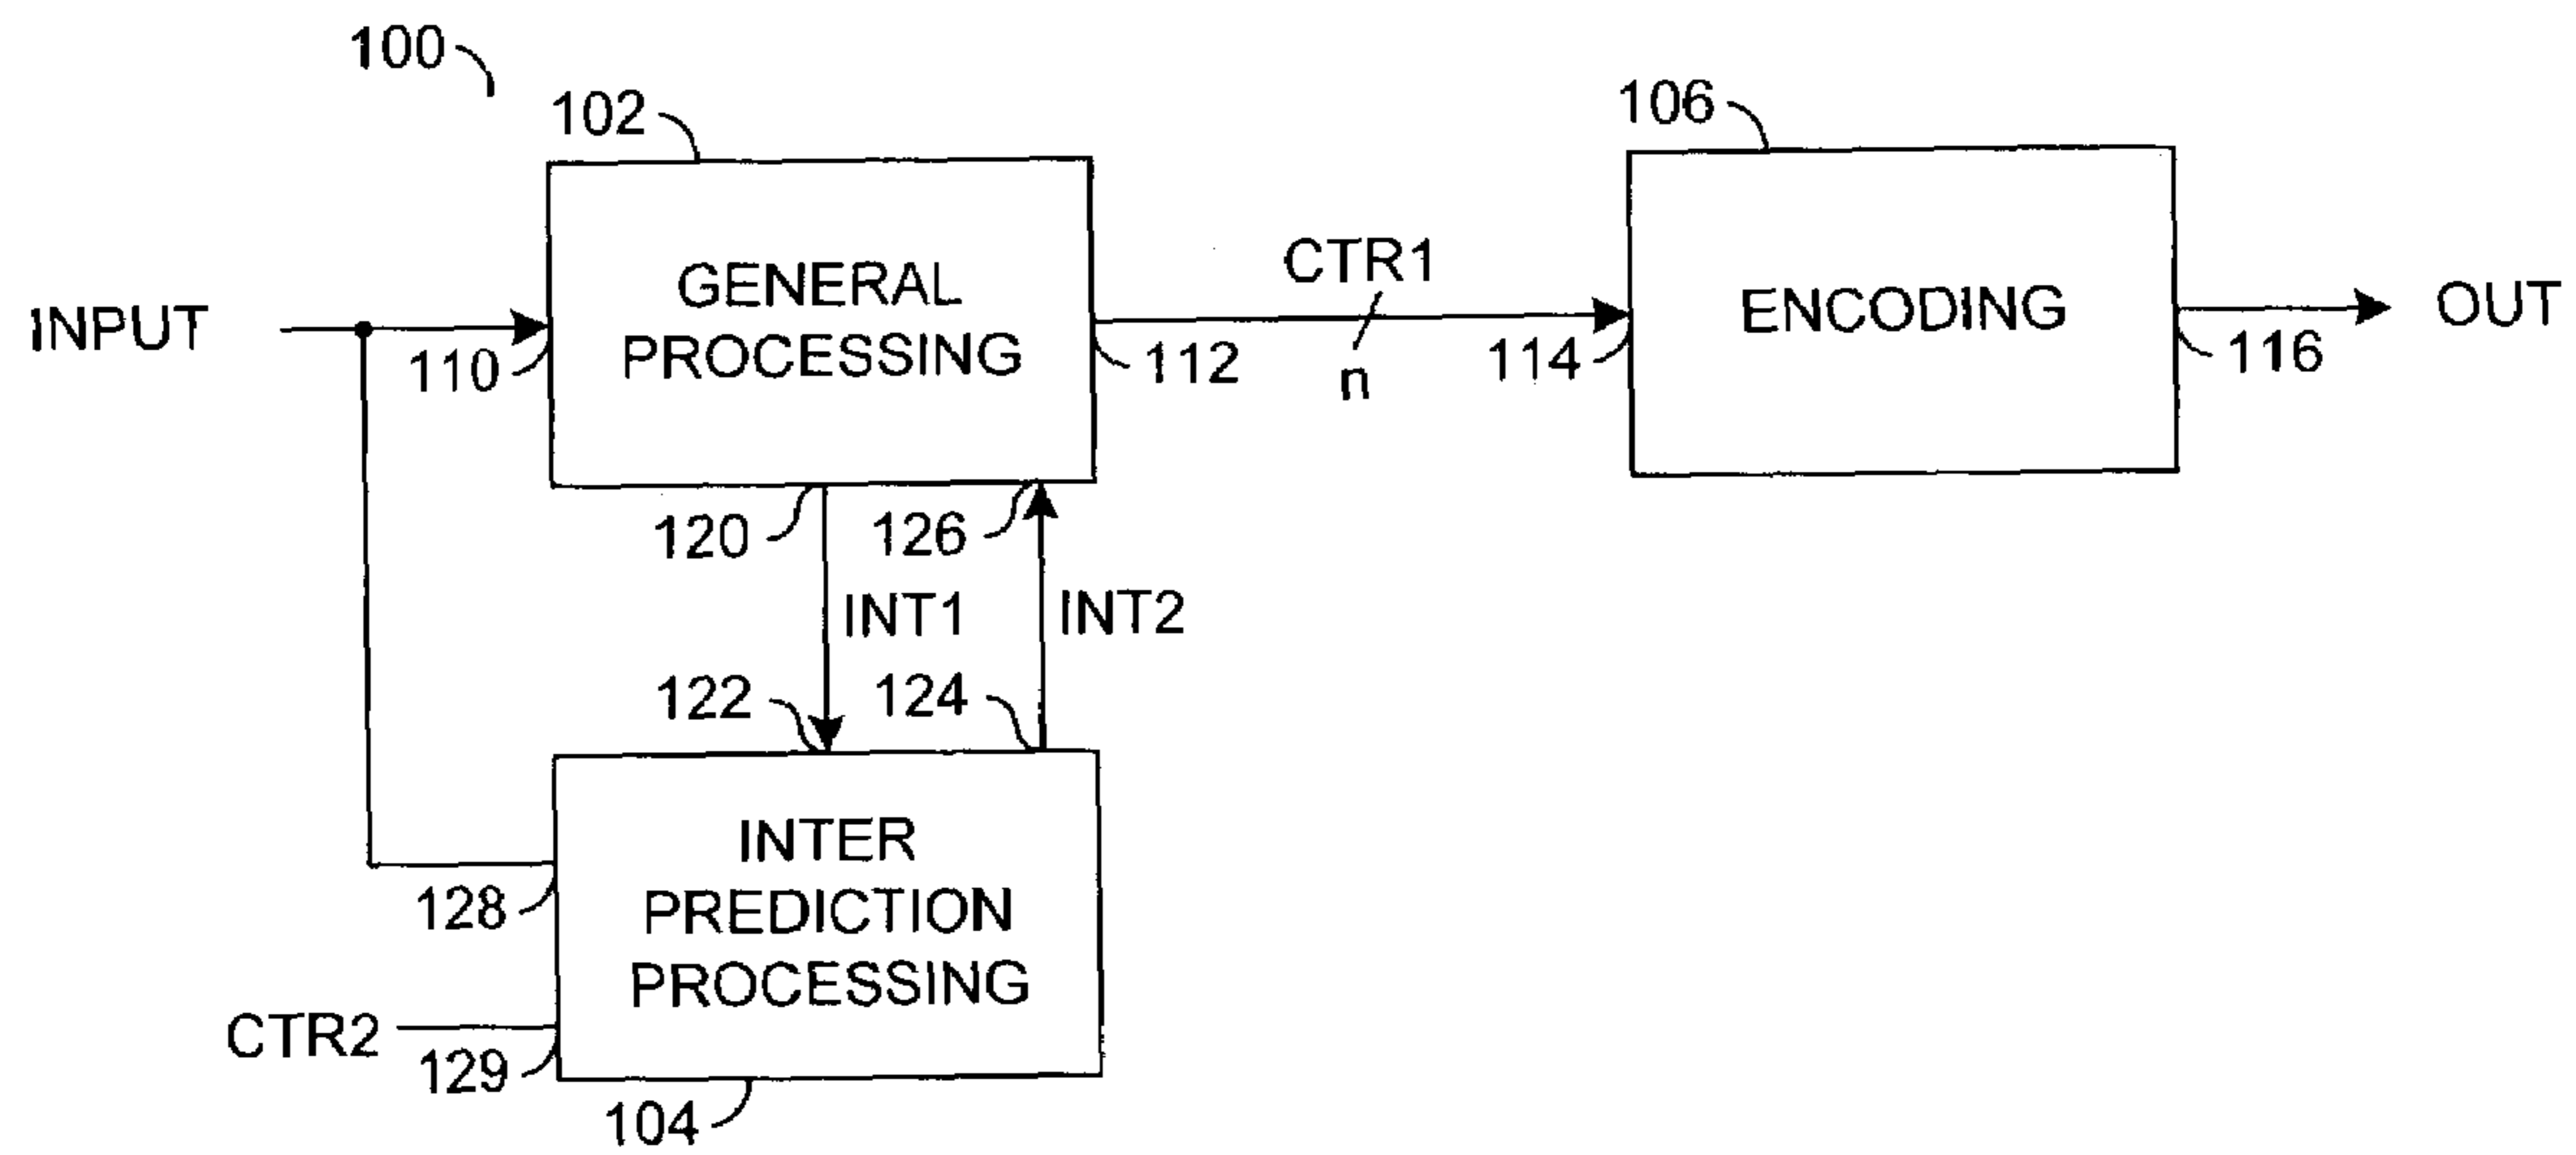 100
102
106
GENERAL
PROCESSING
CTR1
n
ENCODING
INPUT
OUT
110
112
114
116
120
126
INT1
INT2
122
124
INTER
PREDICTION
PROCESSING
128
CTR2
129
104